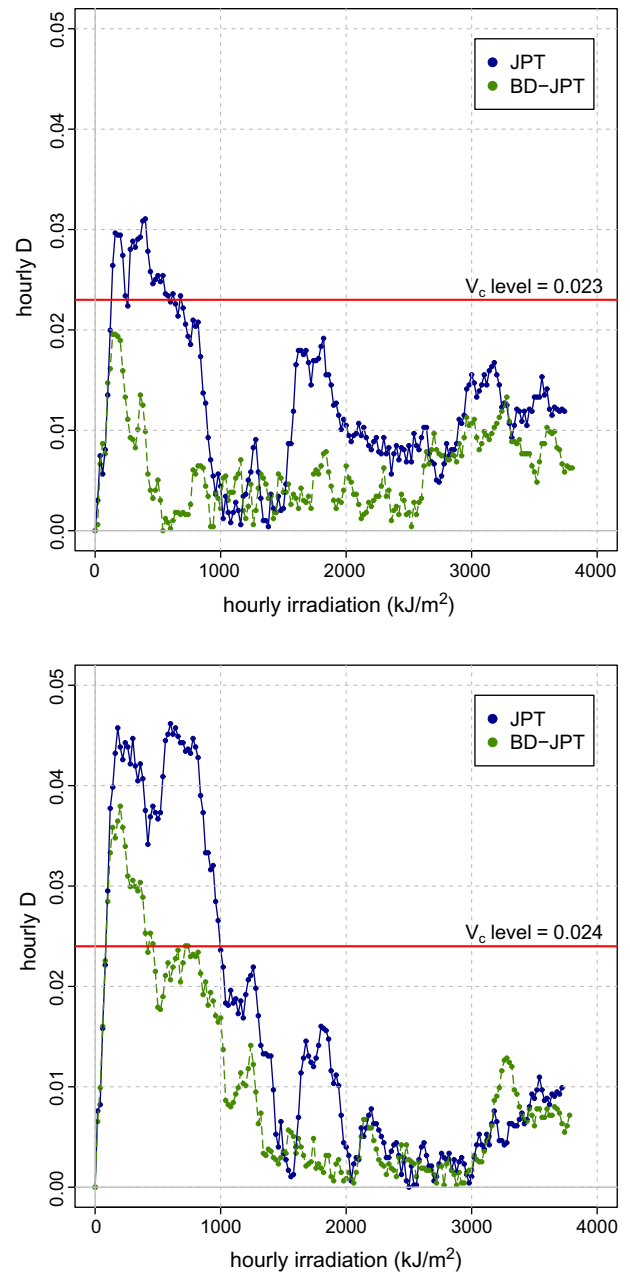 0.05
JPT
BD−JPT
0.04
0.03
hourly D
V_c level = 0.023
0.02
0.01
0.00
0 1000 2000 3000 4000
hourly irradiation (kJ/m²)
0.05
JPT
BD−JPT
0.04
0.03
hourly D
V_c level = 0.024
0.02
0.01
0.00
0 1000 2000 3000 4000
hourly irradiation (kJ/m²)